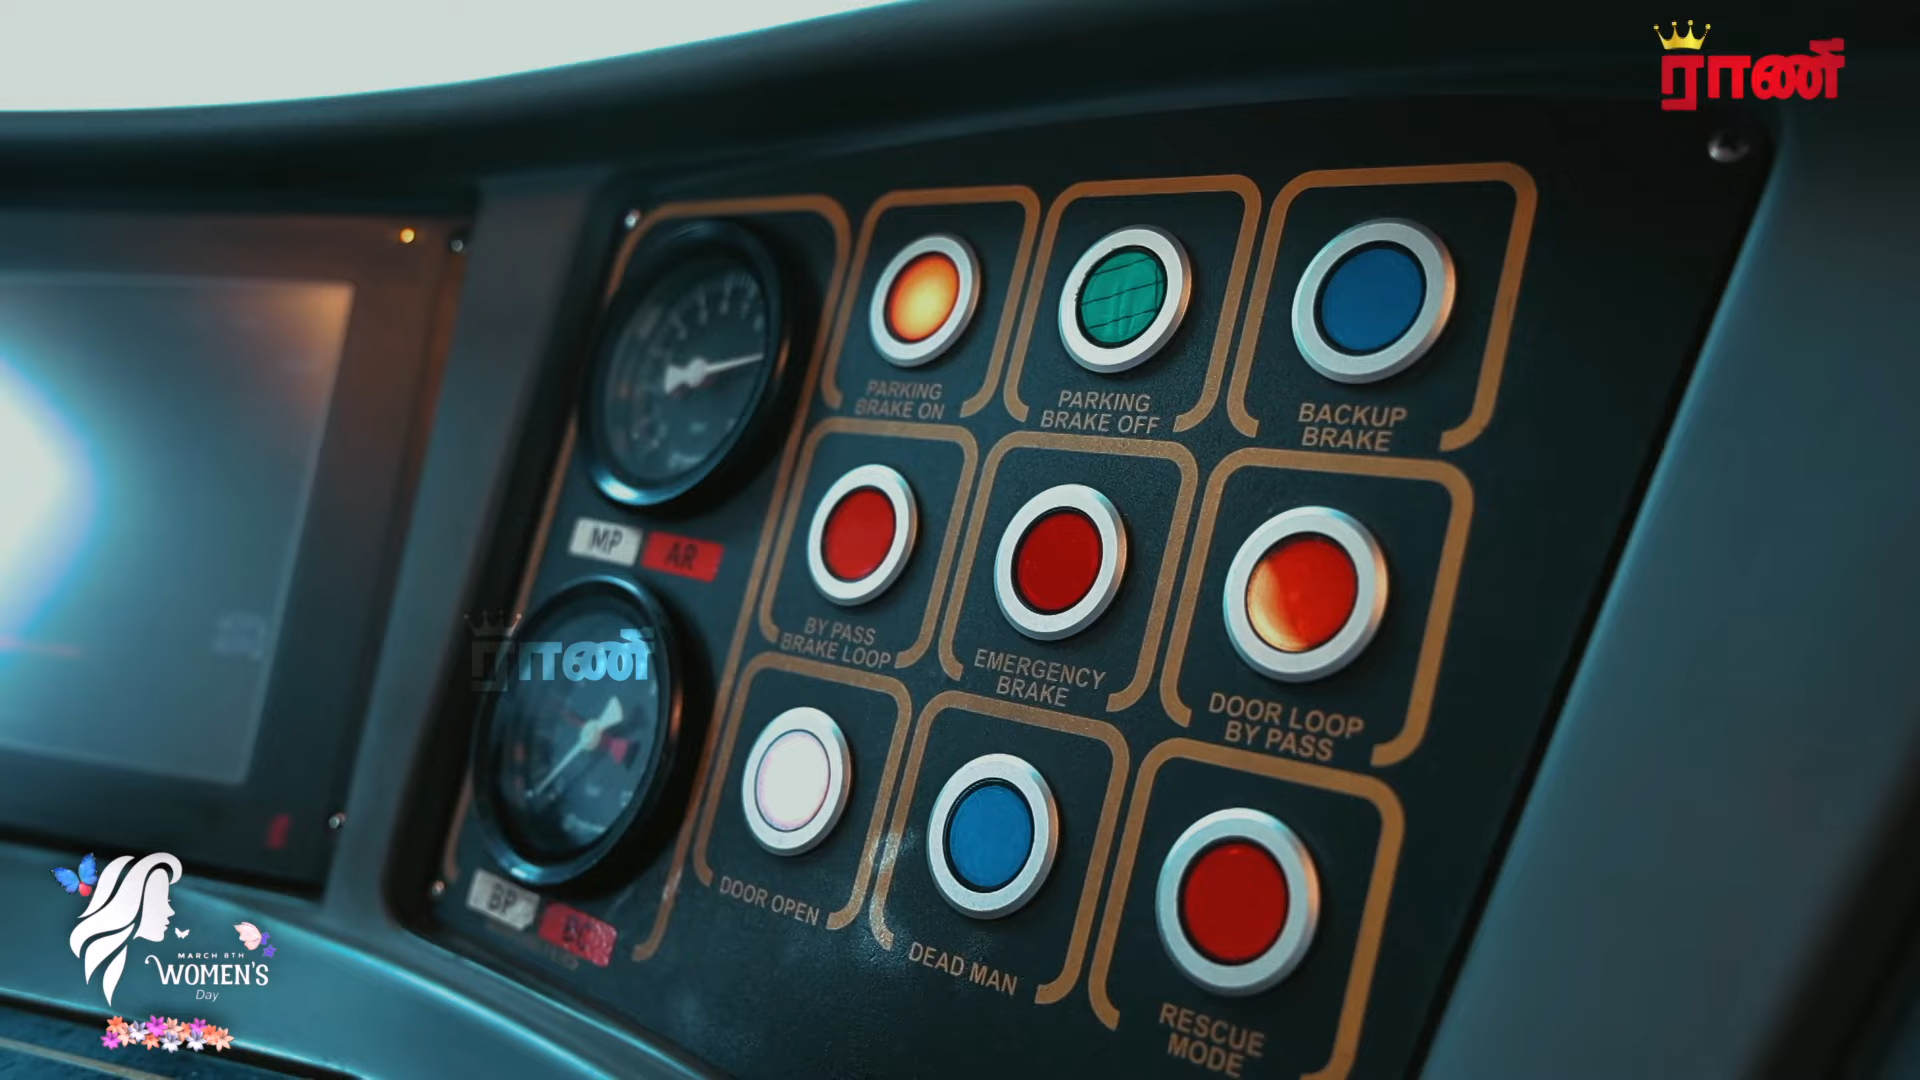 ராணி
PARKING
BRAKE ON
PARKING
BRAKE OFF
BACKUP
BRAKE
MP
AR
BY PASS
BRAKE LOOP
EMERGENCY
BRAKE
DOOR LOOP
BY PASS
ராணி
BP
BC
DOOR OPEN
DEAD MAN
RESCUE
MODE
MARCH 8TH
WOMEN'S
Day